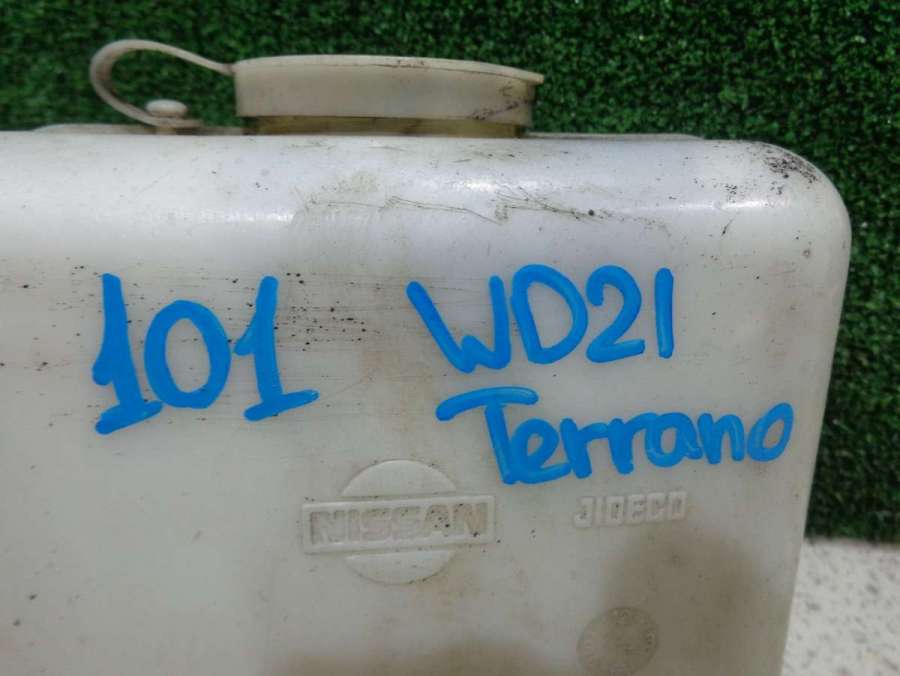 101 WD21
Terrano
NISSAN JIDECO